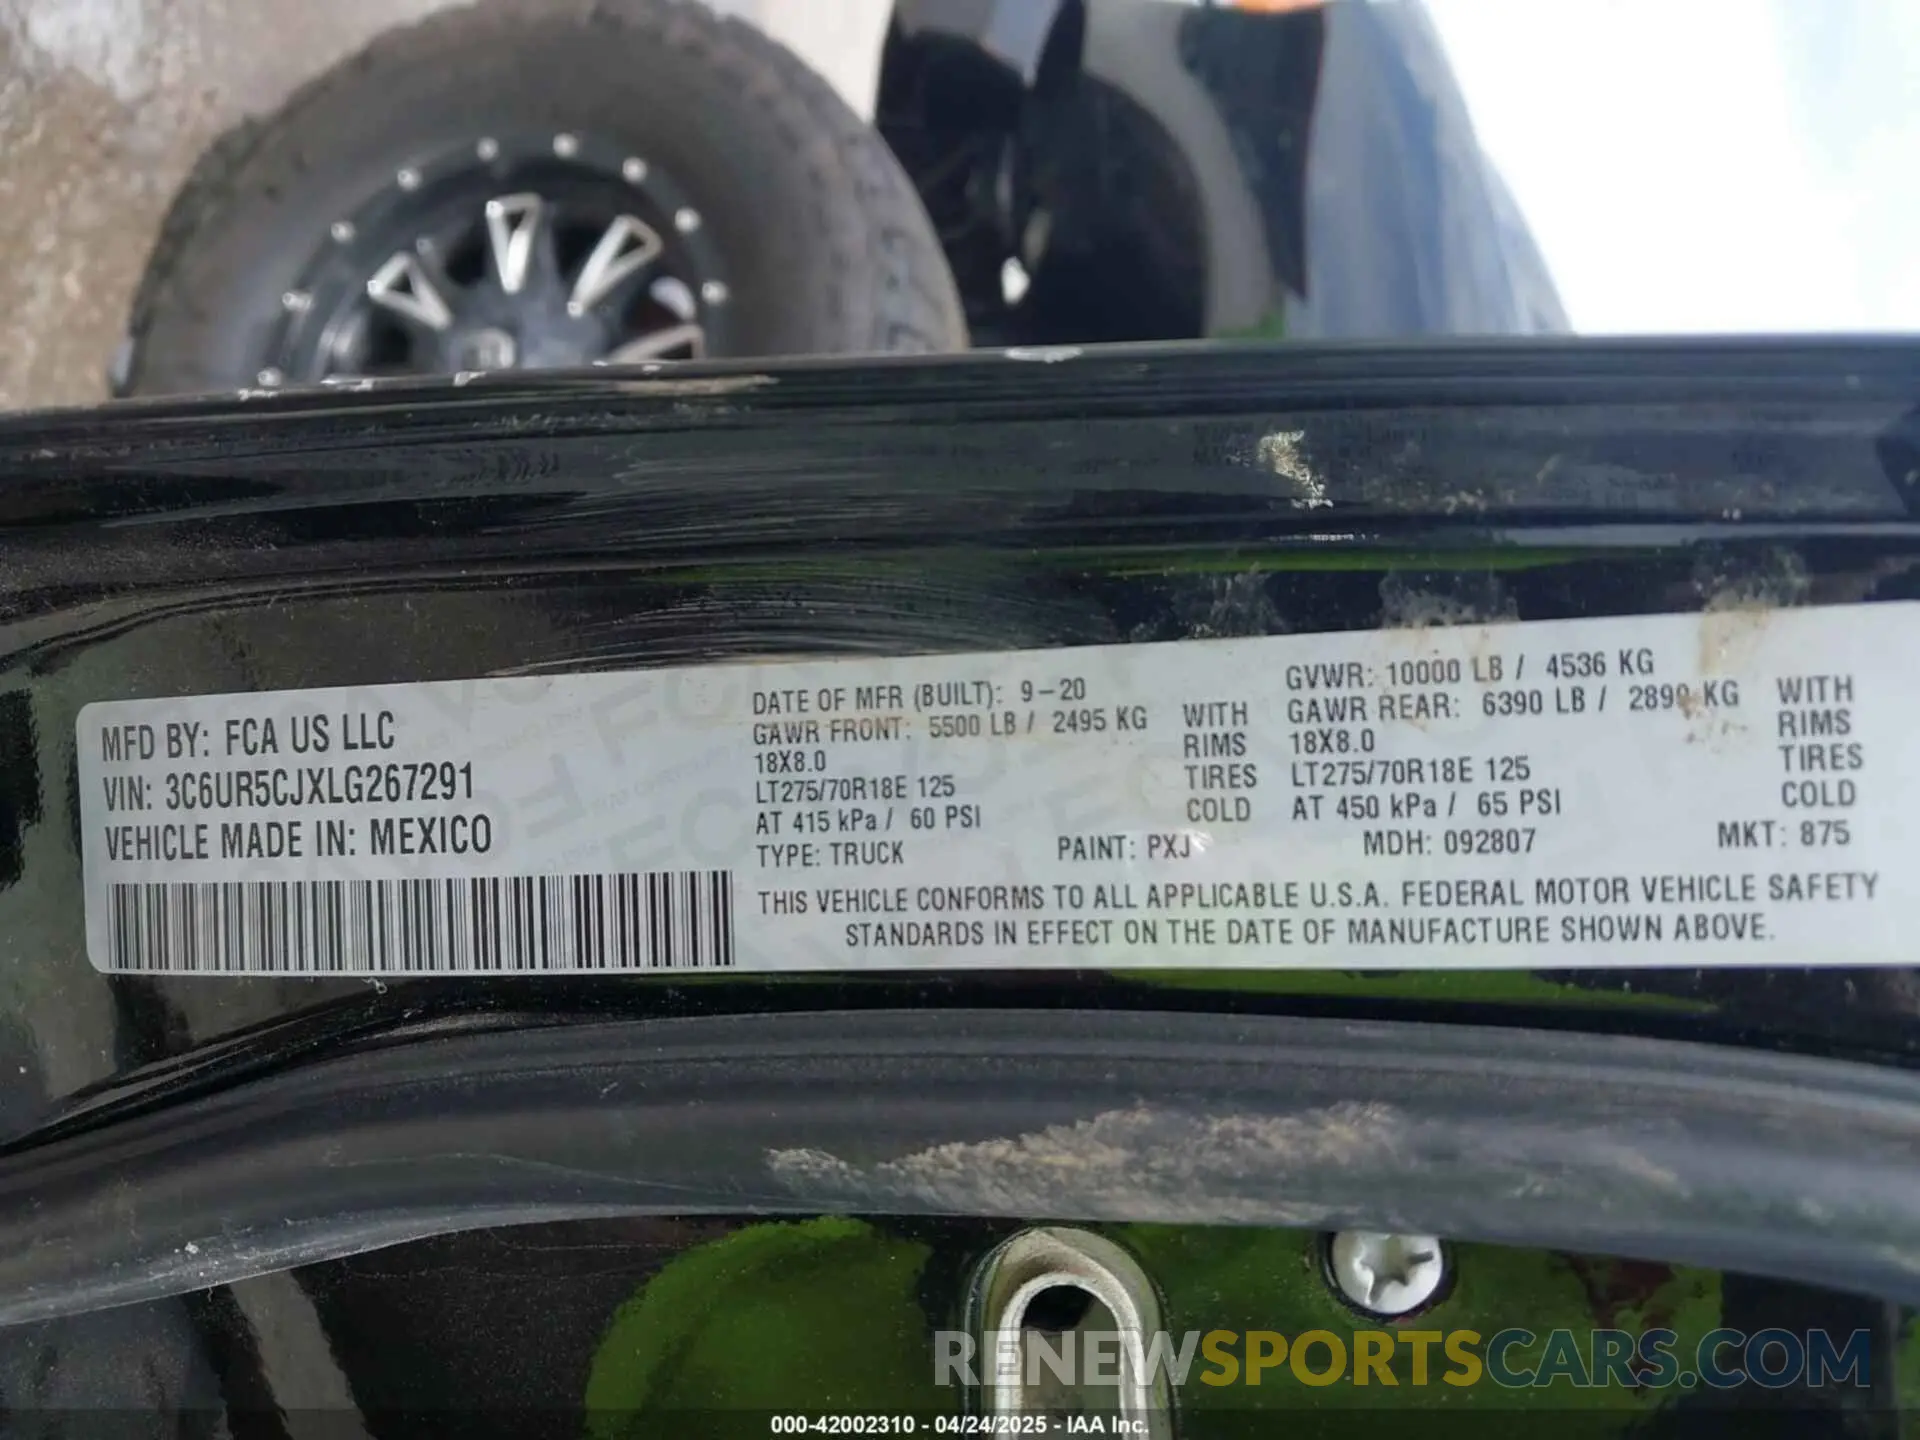 MFD BY: FCA US LLC
VIN: 3C6UR5CJXLG267291
VEHICLE MADE IN: MEXICO
DATE OF MFR (BUILT): 9-20
GAWR FRONT: 5500 LB / 2495 KG
18X8.0
LT275/70R18E 125
AT 415 kPa / 60 PSI
WITH
RIMS
TIRES
COLD
GVWR: 10000 LB / 4536 KG
GAWR REAR: 6390 LB / 2899 KG
18X8.0
LT275/70R18E 125
AT 450 kPa / 65 PSI
WITH
RIMS
TIRES
COLD
TYPE: TRUCK PAINT: PXJ MDH: 092807 MKT: 875
THIS VEHICLE CONFORMS TO ALL APPLICABLE U.S.A. FEDERAL MOTOR VEHICLE SAFETY
STANDARDS IN EFFECT ON THE DATE OF MANUFACTURE SHOWN ABOVE.
RENEWSPORTSCARS.COM
000-42002310 - 04/24/2025 - IAA Inc.